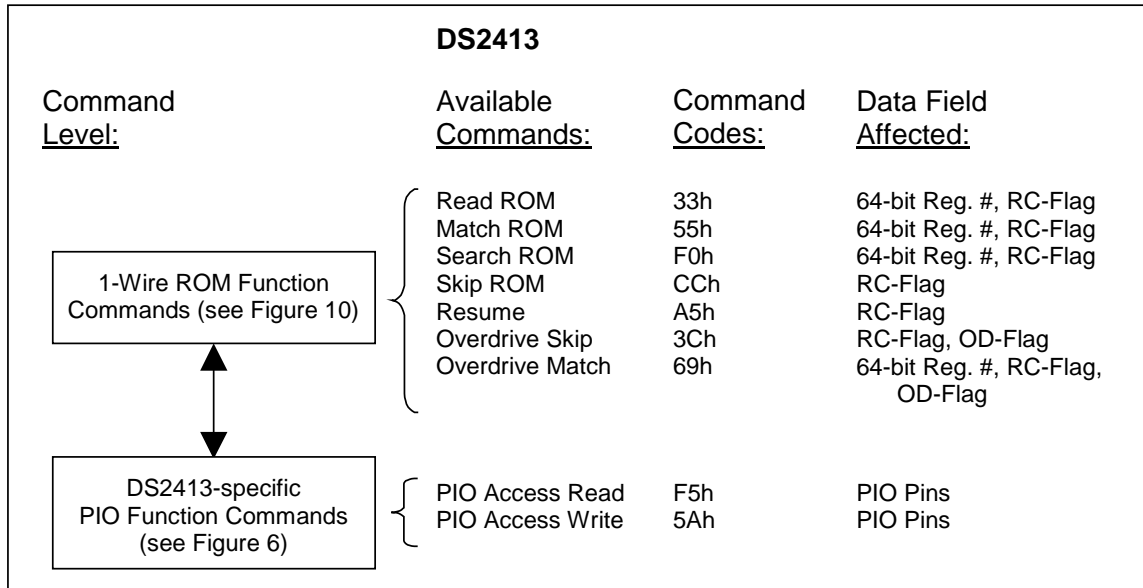 DS2413
Command Level:
Available Commands:
Command Codes:
Data Field Affected:
1-Wire ROM Function
Commands (see Figure 10)
Read ROM 33h 64-bit Reg. #, RC-Flag
Match ROM 55h 64-bit Reg. #, RC-Flag
Search ROM F0h 64-bit Reg. #, RC-Flag
Skip ROM CCh RC-Flag
Resume A5h RC-Flag
Overdrive Skip 3Ch RC-Flag, OD-Flag
Overdrive Match 69h 64-bit Reg. #, RC-Flag,
OD-Flag
DS2413-specific
PIO Function Commands
(see Figure 6)
PIO Access Read F5h PIO Pins
PIO Access Write 5Ah PIO Pins